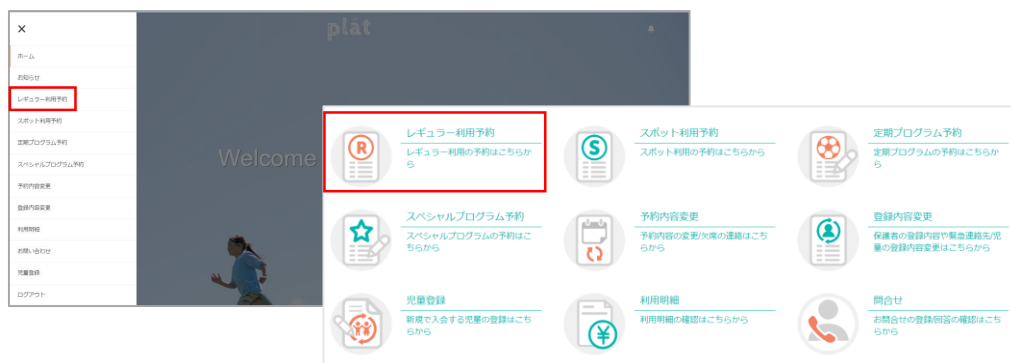 ×
plát
ホーム
お知らせ
レギュラー利用予約
スポット利用予約
定期プログラム予約
スペシャルプログラム予約
予約内容変更
登録内容変更
利用明細
お問い合わせ
児童登録
ログアウト
Welcome
R
レギュラー利用予約
レギュラー利用の予約はこちらか
ら
S
スポット利用予約
スポット利用の予約はこちらから
定期プログラム予約
定期プログラムの予約はこちらか
ら
スペシャルプログラム予約
スペシャルプログラムの予約はこ
ちらから
予約内容変更
予約内容の変更/欠席の連絡はこち
らから
登録内容変更
保護者の登録内容や緊急連絡先/児
童の登録内容変更はこちらから
児童登録
新規で入会する児童の登録はこち
らから
¥
利用明細
利用明細の確認はこちらから
問合せ
お問合せの登録/回答の確認はこち
らから